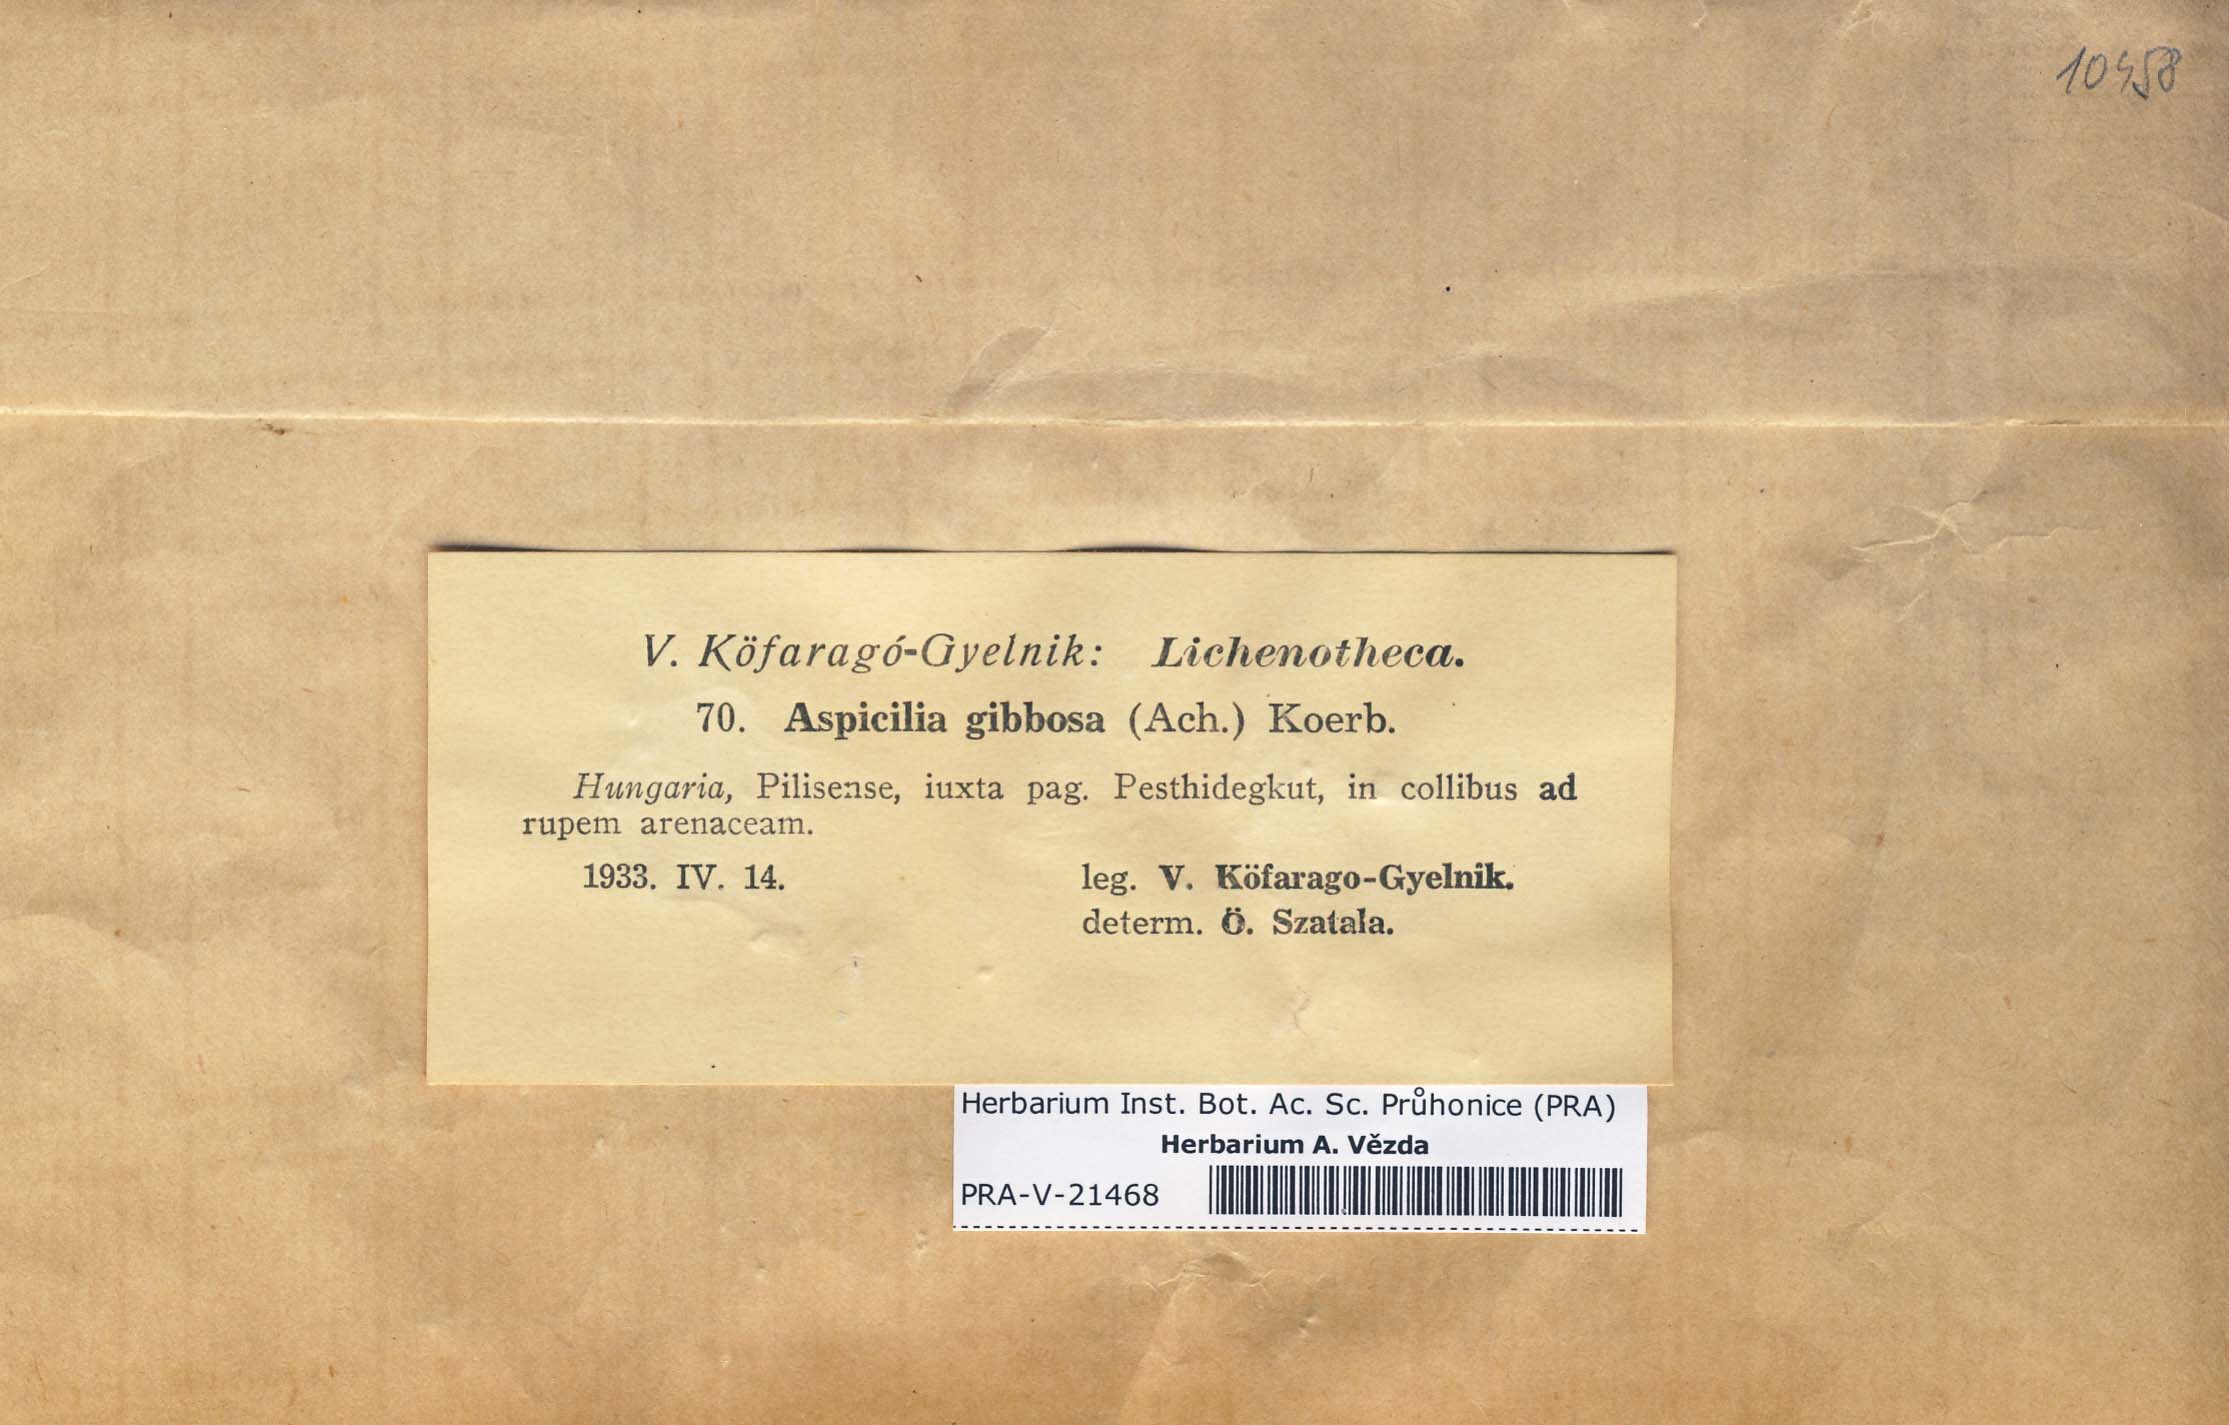 10458
V. Köfaragó-Gyelnik: Lichenotheca.
70. Aspicilia gibbosa (Ach.) Koerb.
Hungaria, Pilisense, iuxta pag. Pesthidegkut, in collibus ad
rupem arenaceam.
1933. IV. 14.
leg. V. Köfarago-Gyelnik.
determ. Ö. Szatala.
Herbarium Inst. Bot. Ac. Sc. Průhonice (PRA)
Herbarium A. Vězda
PRA-V-21468